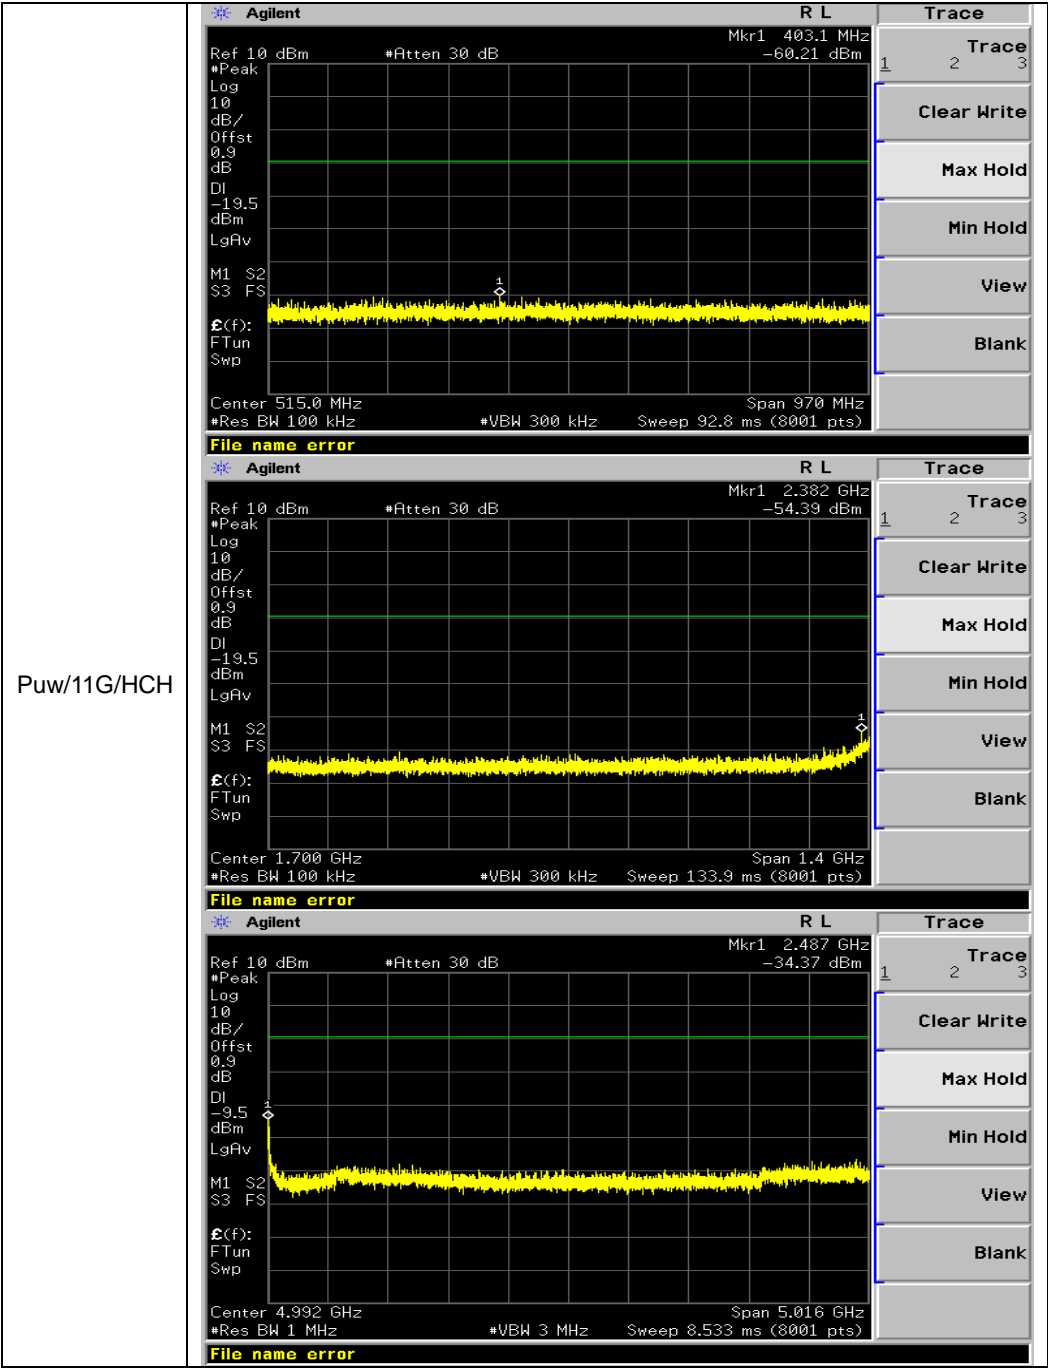 Puw/11G/HCH
Agilent R L Trace
Mkr1 403.1 MHz
Ref 10 dBm #Atten 30 dB -60.21 dBm
Trace
1 2 3
#Peak
Log
10
dB/
Offst
0.9
dB
DI
-19.5
dBm
LgAv
M1 S2
S3 FS
£(f):
FTun
Swp
1
Clear Write
Max Hold
Min Hold
View
Blank
Center 515.0 MHz Span 970 MHz
#Res BW 100 kHz #VBW 300 kHz Sweep 92.8 ms (8001 pts)
File name error
Agilent R L Trace
Mkr1 2.382 GHz
Ref 10 dBm #Atten 30 dB -54.39 dBm
Trace
1 2 3
#Peak
Log
10
dB/
Offst
0.9
dB
DI
-19.5
dBm
LgAv
M1 S2
S3 FS
£(f):
FTun
Swp
1
Clear Write
Max Hold
Min Hold
View
Blank
Center 1.700 GHz Span 1.4 GHz
#Res BW 100 kHz #VBW 300 kHz Sweep 133.9 ms (8001 pts)
File name error
Agilent R L Trace
Mkr1 2.487 GHz
Ref 10 dBm #Atten 30 dB -34.37 dBm
Trace
1 2 3
#Peak
Log
10
dB/
Offst
0.9
dB
DI
-9.5
dBm
LgAv
M1 S2
S3 FS
£(f):
FTun
Swp
1
Clear Write
Max Hold
Min Hold
View
Blank
Center 4.992 GHz Span 5.016 GHz
#Res BW 1 MHz #VBW 3 MHz Sweep 8.533 ms (8001 pts)
File name error